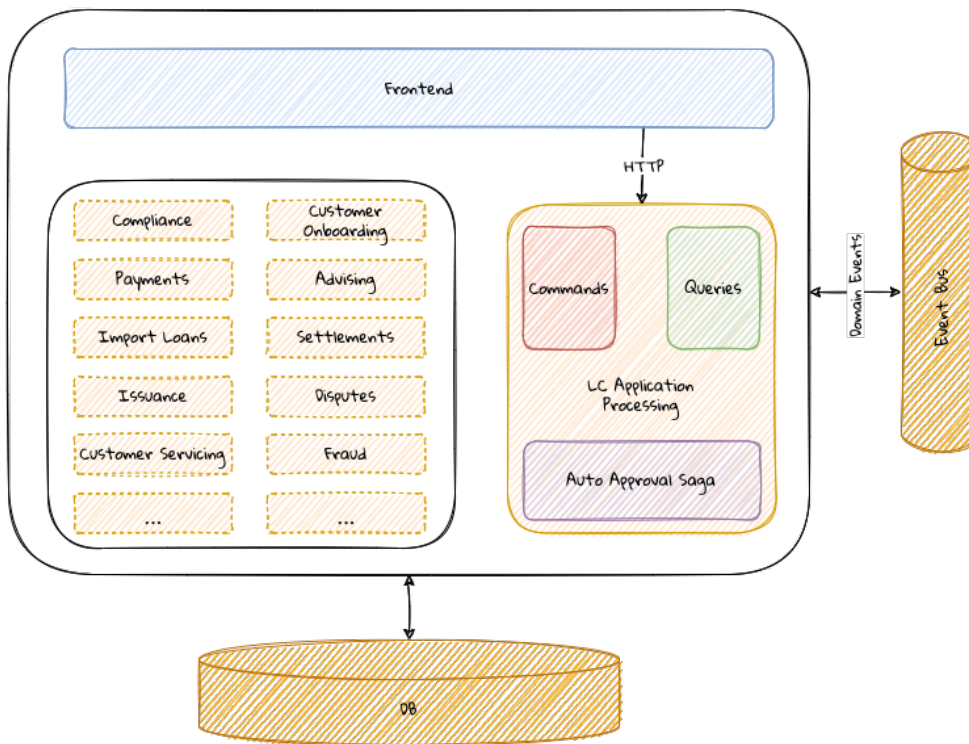 Frontend
HTTP
Compliance
Customer
Onboarding
Payments
Advising
Import Loans
Settlements
Issuance
Disputes
Customer Servicing
Fraud
...
...
Commands
Queries
LC Application
Processing
Auto Approval Saga
Domain Events
Event Bus
DB